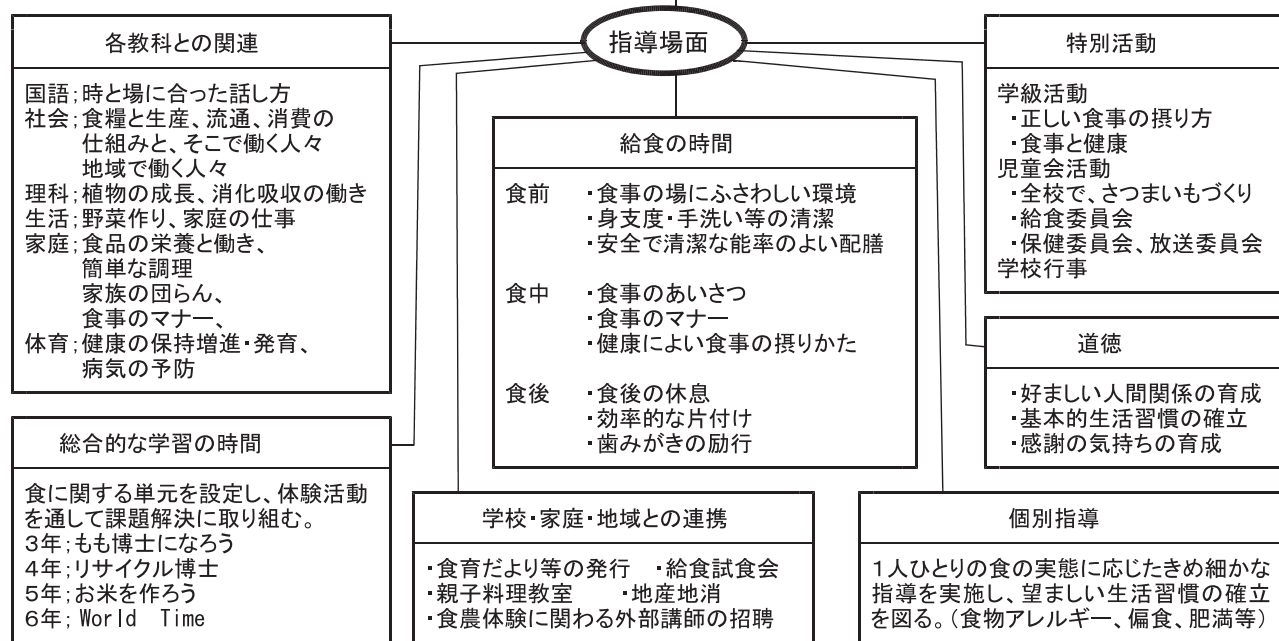 指導場面
各教科との関連
国語；時と場に合った話し方
社会；食糧と生産、流通、消費の
仕組みと、そこで働く人々
地域で働く人々
理科；植物の成長、消化吸収の働き
生活；野菜作り、家庭の仕事
家庭；食品の栄養と働き、
簡単な調理
家族の団らん、
食事のマナー、
体育；健康の保持増進・発育、
病気の予防
総合的な学習の時間
食に関する単元を設定し、体験活動
を通して課題解決に取り組む。
３年；もも博士になろう
４年；リサイクル博士
５年；お米を作ろう
６年；World　Time
給食の時間
食前　・食事の場にふさわしい環境
・身支度・手洗い等の清潔
・安全で清潔な能率のよい配膳
食中　・食事のあいさつ
・食事のマナー
・健康によい食事の摂りかた
食後　・食後の休息
・効率的な片付け
・歯みがきの励行
学校・家庭・地域との連携
・食育だより等の発行　・給食試食会
・親子料理教室　・地産地消
・食農体験に関わる外部講師の招聘
特別活動
学級活動
・正しい食事の摂り方
・食事と健康
児童会活動
・全校で、さつまいもづくり
・給食委員会
・保健委員会、放送委員会
学校行事
道徳
・好ましい人間関係の育成
・基本的生活習慣の確立
・感謝の気持ちの育成
個別指導
１人ひとりの食の実態に応じたきめ細かな
指導を実施し、望ましい生活習慣の確立
を図る。（食物アレルギー、偏食、肥満等）